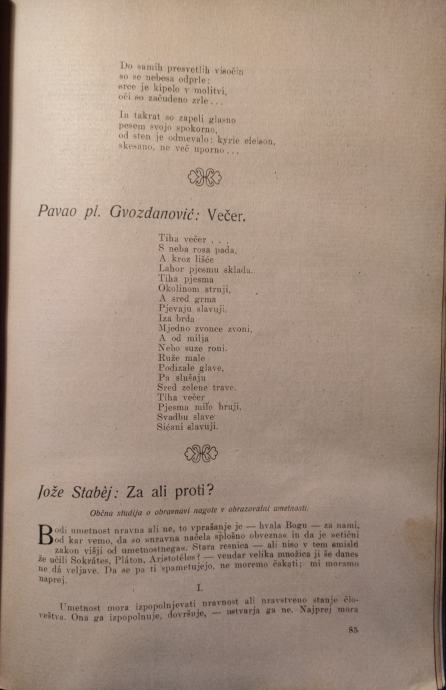 Do samih presvetlih visočin
so se nebesa odprle:
srce je kipelo v molitvi,
oči so začudeno zrle...
In takrat so zapeli glasno
pesem svojo spokorno,
od sten je odmevalo: kyrie eleison,
skesano, ne več uporno...
Pavao pl. Gvozdanović: Večer.
Tiha večer . . .
S neba rosa pada,
A kroz lišće
Lahor pjesmu sklada.
Tiha pjesma
Okolinom struji,
A sred grma
Pjevaju slavuji.
Iza brda
Mjedno zvonce zvoni,
A od milja
Nebo suze roni.
Ruže male
Podizale glave,
Pa slušaju
Sred zelene trave.
Tiha večer
Pjesma mile bruji,
Svadbu slave
Sićani slavuji.
Jože Stabèj: Za ali proti?
Občna studija o obravnavi nagote v obrazovalni umetnosti.
Bodi umetnost nravna ali ne, to vprašanje je — hvala Bogu — za nami,
od kar vemo, da so »nravna načela splošno obvezna« in da je »etični
zakon višji od umetnostnega«. Stara resnica — ali niso v tem smislu
že učili Sokrátes, Pláton, Aristotéles? — vendar velika množica ji še danes
ne dá veljave. Da se pa ti spametujejo, ne moremo čakati; mi moramo
naprej.
I.
Umetnost mora izpopolnjevati nravnost ali nravstveno stanje člo-
veštva. Ona ga izpopolnuje, dovršuje, — ustvarja ga ne. Najprej mora
85